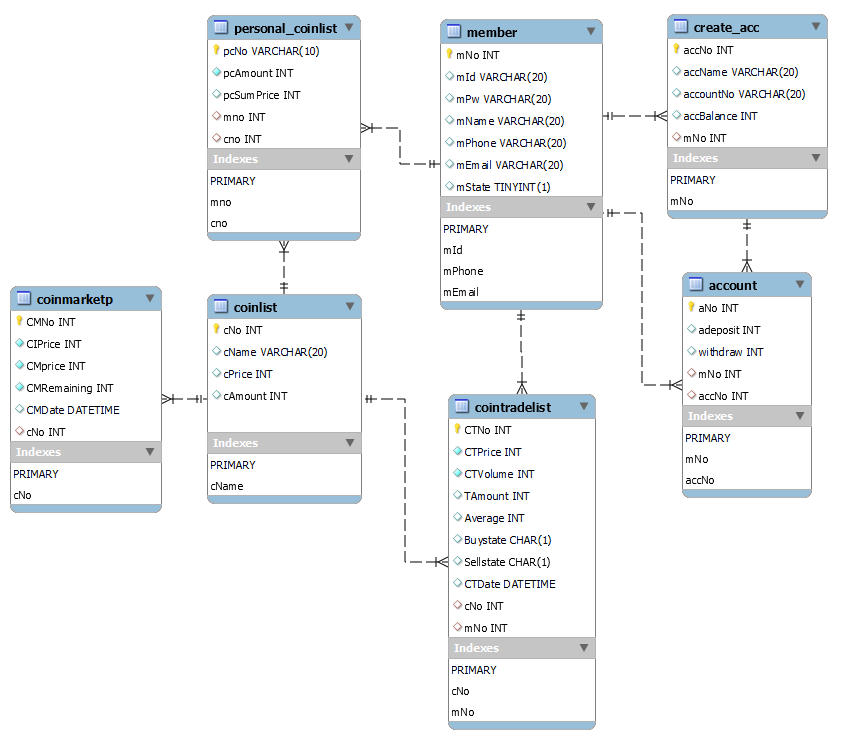 personal_coinlist
pcNo VARCHAR(10)
pcAmount INT
pcSumPrice INT
mno INT
cno INT
Indexes
PRIMARY
mno
cno
member
mNo INT
mId VARCHAR(20)
mPw VARCHAR(20)
mName VARCHAR(20)
mPhone VARCHAR(20)
mEmail VARCHAR(20)
mState TINYINT(1)
Indexes
PRIMARY
mId
mPhone
mEmail
create_acc
accNo INT
accName VARCHAR(20)
accountNo VARCHAR(20)
accBalance INT
mNo INT
Indexes
PRIMARY
mNo
coinmarketp
CMNo INT
CIPrice INT
CMprice INT
CMRemaining INT
CMDate DATETIME
cNo INT
Indexes
PRIMARY
cNo
coinlist
cNo INT
cName VARCHAR(20)
cPrice INT
cAmount INT
Indexes
PRIMARY
cName
account
aNo INT
adeposit INT
withdraw INT
mNo INT
accNo INT
Indexes
PRIMARY
mNo
accNo
cointradelist
CTNo INT
CTPrice INT
CTVolume INT
TAmount INT
Average INT
Buystate CHAR(1)
Sellstate CHAR(1)
CTDate DATETIME
cNo INT
mNo INT
Indexes
PRIMARY
cNo
mNo